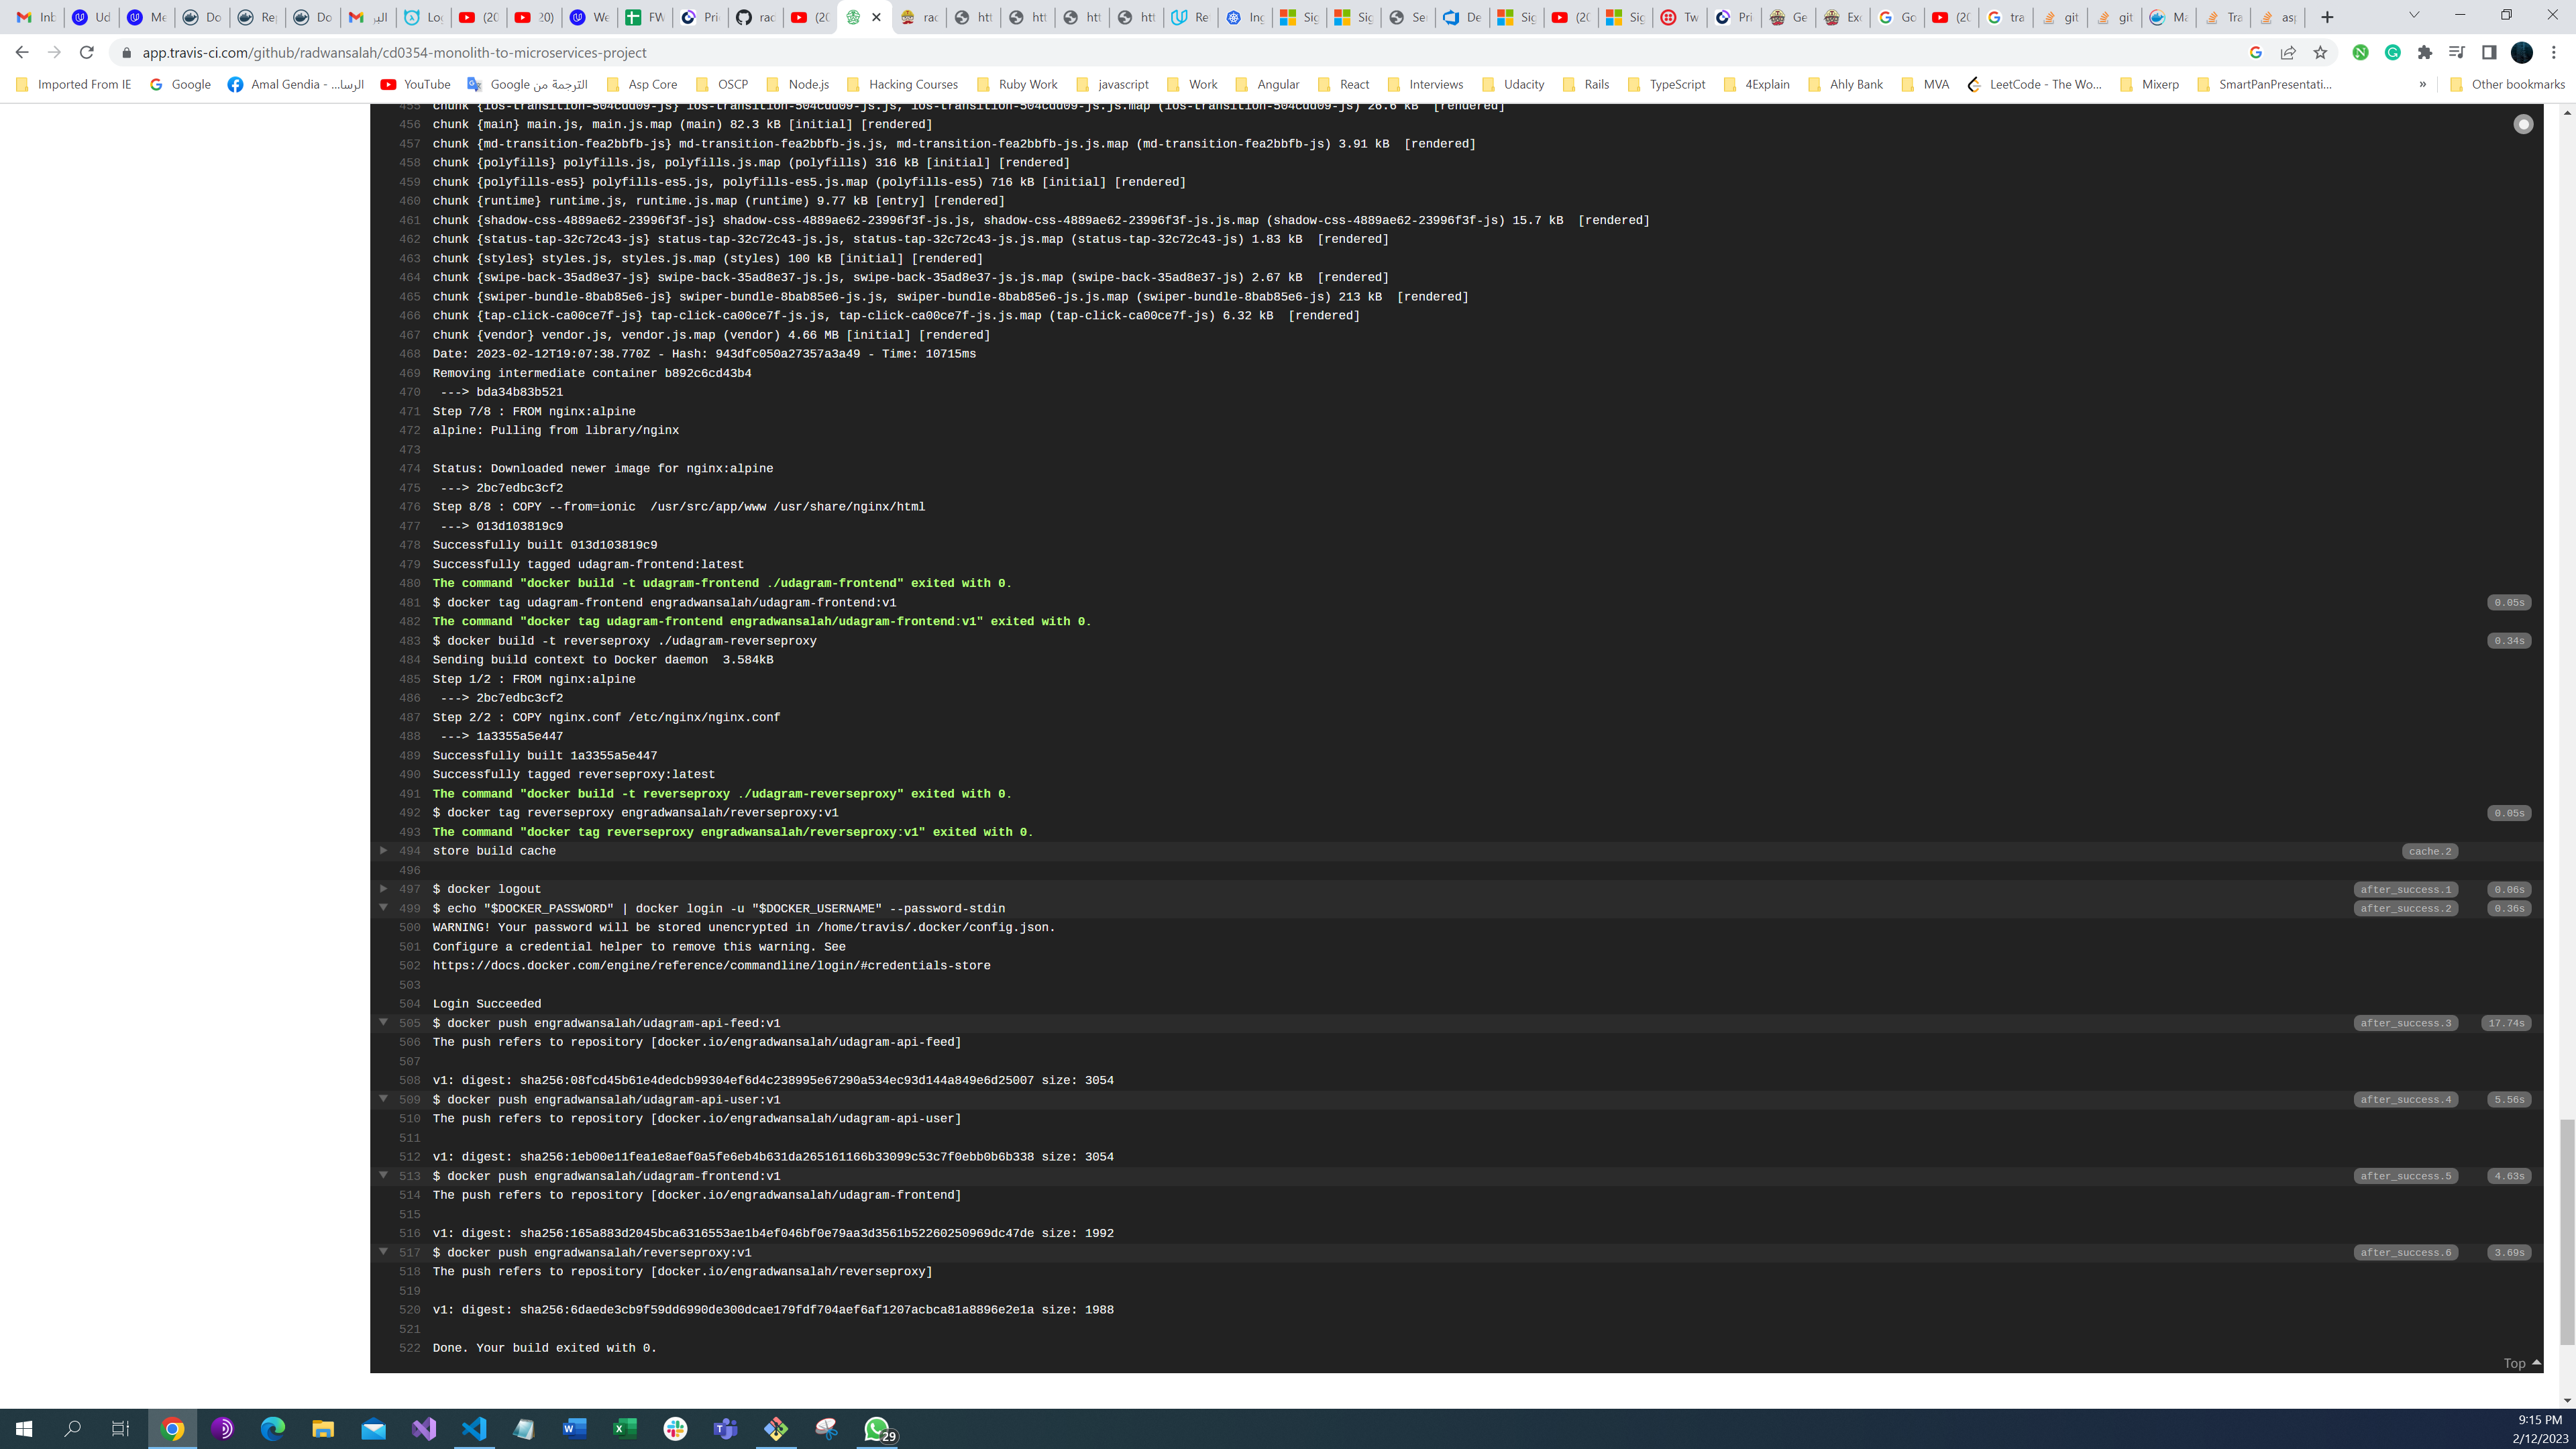 Inb
Ud
Me
Do
Re
Do
الي
Log
(20
20)
We
FW
Pri
rac
(20
rac
htt
htt
htt
htt
Re
Ing
Sig
Sig
Se
De
Sig
(20
Sig
Tw
Pri
Ge
Exc
Go
(20
tra
git
git
Ma
Tra
asp
app.travis-ci.com/github/radwansalah/cd0354-monolith-to-microservices-project
Imported From IE
Google
Amal Gendia - ...الرسا
YouTube
Google الترجمة من
Asp Core
OSCP
Node.js
Hacking Courses
Ruby Work
javascript
Work
Angular
React
Interviews
Udacity
Rails
TypeScript
4Explain
Ahly Bank
MVA
LeetCode - The Wo...
Mixerp
SmartPanPresentati...
»
Other bookmarks
455 chunk {ios-transition-504cdd09-js} ios-transition-504cdd09-js.js, ios-transition-504cdd09-js.js.map (ios-transition-504cdd09-js) 26.6 kB [rendered]
456 chunk {main} main.js, main.js.map (main) 82.3 kB [initial] [rendered]
457 chunk {md-transition-fea2bbfb-js} md-transition-fea2bbfb-js.js, md-transition-fea2bbfb-js.js.map (md-transition-fea2bbfb-js) 3.91 kB [rendered]
458 chunk {polyfills} polyfills.js, polyfills.js.map (polyfills) 316 kB [initial] [rendered]
459 chunk {polyfills-es5} polyfills-es5.js, polyfills-es5.js.map (polyfills-es5) 716 kB [initial] [rendered]
460 chunk {runtime} runtime.js, runtime.js.map (runtime) 9.77 kB [entry] [rendered]
461 chunk {shadow-css-4889ae62-23996f3f-js} shadow-css-4889ae62-23996f3f-js.js, shadow-css-4889ae62-23996f3f-js.js.map (shadow-css-4889ae62-23996f3f-js) 15.7 kB [rendered]
462 chunk {status-tap-32c72c43-js} status-tap-32c72c43-js.js, status-tap-32c72c43-js.js.map (status-tap-32c72c43-js) 1.83 kB [rendered]
463 chunk {styles} styles.js, styles.js.map (styles) 100 kB [initial] [rendered]
464 chunk {swipe-back-35ad8e37-js} swipe-back-35ad8e37-js.js, swipe-back-35ad8e37-js.js.map (swipe-back-35ad8e37-js) 2.67 kB [rendered]
465 chunk {swiper-bundle-8bab85e6-js} swiper-bundle-8bab85e6-js.js, swiper-bundle-8bab85e6-js.js.map (swiper-bundle-8bab85e6-js) 213 kB [rendered]
466 chunk {tap-click-ca00ce7f-js} tap-click-ca00ce7f-js.js, tap-click-ca00ce7f-js.js.map (tap-click-ca00ce7f-js) 6.32 kB [rendered]
467 chunk {vendor} vendor.js, vendor.js.map (vendor) 4.66 MB [initial] [rendered]
468 Date: 2023-02-12T19:07:38.770Z - Hash: 943dfc050a27357a3a49 - Time: 10715ms
469 Removing intermediate container b892c6cd43b4
470 ---> bda34b83b521
471 Step 7/8 : FROM nginx:alpine
472 alpine: Pulling from library/nginx
473
474 Status: Downloaded newer image for nginx:alpine
475 ---> 2bc7edbc3cf2
476 Step 8/8 : COPY --from=ionic /usr/src/app/www /usr/share/nginx/html
477 ---> 013d103819c9
478 Successfully built 013d103819c9
479 Successfully tagged udagram-frontend:latest
480 The command "docker build -t udagram-frontend ./udagram-frontend" exited with 0.
481 $ docker tag udagram-frontend engradwansalah/udagram-frontend:v1 0.05s
482 The command "docker tag udagram-frontend engradwansalah/udagram-frontend:v1" exited with 0.
483 $ docker build -t reverseproxy ./udagram-reverseproxy 0.34s
484 Sending build context to Docker daemon 3.584kB
485 Step 1/2 : FROM nginx:alpine
486 ---> 2bc7edbc3cf2
487 Step 2/2 : COPY nginx.conf /etc/nginx/nginx.conf
488 ---> 1a3355a5e447
489 Successfully built 1a3355a5e447
490 Successfully tagged reverseproxy:latest
491 The command "docker build -t reverseproxy ./udagram-reverseproxy" exited with 0.
492 $ docker tag reverseproxy engradwansalah/reverseproxy:v1 0.05s
493 The command "docker tag reverseproxy engradwansalah/reverseproxy:v1" exited with 0.
494 store build cache cache.2
496
497 $ docker logout after_success.1 0.06s
499 $ echo "$DOCKER_PASSWORD" | docker login -u "$DOCKER_USERNAME" --password-stdin after_success.2 0.36s
500 WARNING! Your password will be stored unencrypted in /home/travis/.docker/config.json.
501 Configure a credential helper to remove this warning. See
502 https://docs.docker.com/engine/reference/commandline/login/#credentials-store
503
504 Login Succeeded
505 $ docker push engradwansalah/udagram-api-feed:v1 after_success.3 17.74s
506 The push refers to repository [docker.io/engradwansalah/udagram-api-feed]
507
508 v1: digest: sha256:08fcd45b61e4dedcb99304ef6d4c238995e67290a534ec93d144a849e6d25007 size: 3054
509 $ docker push engradwansalah/udagram-api-user:v1 after_success.4 5.56s
510 The push refers to repository [docker.io/engradwansalah/udagram-api-user]
511
512 v1: digest: sha256:1eb00e11fea1e8aef0a5fe6eb4b631da265161166b33099c53c7f0ebb0b6b338 size: 3054
513 $ docker push engradwansalah/udagram-frontend:v1 after_success.5 4.63s
514 The push refers to repository [docker.io/engradwansalah/udagram-frontend]
515
516 v1: digest: sha256:165a883d2045bca6316553ae1b4ef046bf0e79aa3d3561b52260250969dc47de size: 1992
517 $ docker push engradwansalah/reverseproxy:v1 after_success.6 3.69s
518 The push refers to repository [docker.io/engradwansalah/reverseproxy]
519
520 v1: digest: sha256:6daede3cb9f59dd6990de300dcae179fdf704aef6af1207acbca81a8896e2e1a size: 1988
521
522 Done. Your build exited with 0.
Top
29
9:15 PM
2/12/2023